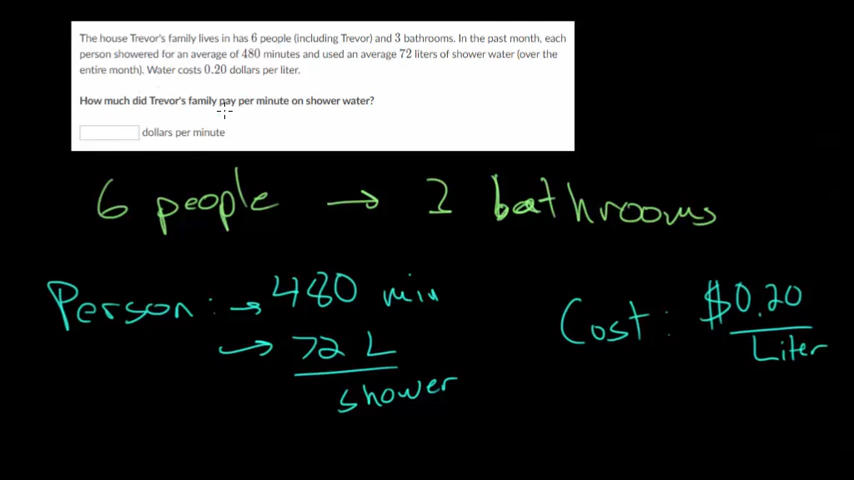 The house Trevor's family lives in has 6 people (including Trevor) and 3 bathrooms. In the past month, each
person showered for an average of 480 minutes and used an average 72 liters of shower water (over the
entire month). Water costs 0.20 dollars per liter.
How much did Trevor's family pay per minute on shower water?
dollars per minute
6 people → 2 bathrooms
Person: → 480 min
→ 72 L
shower
Cost: $0.20
Liter